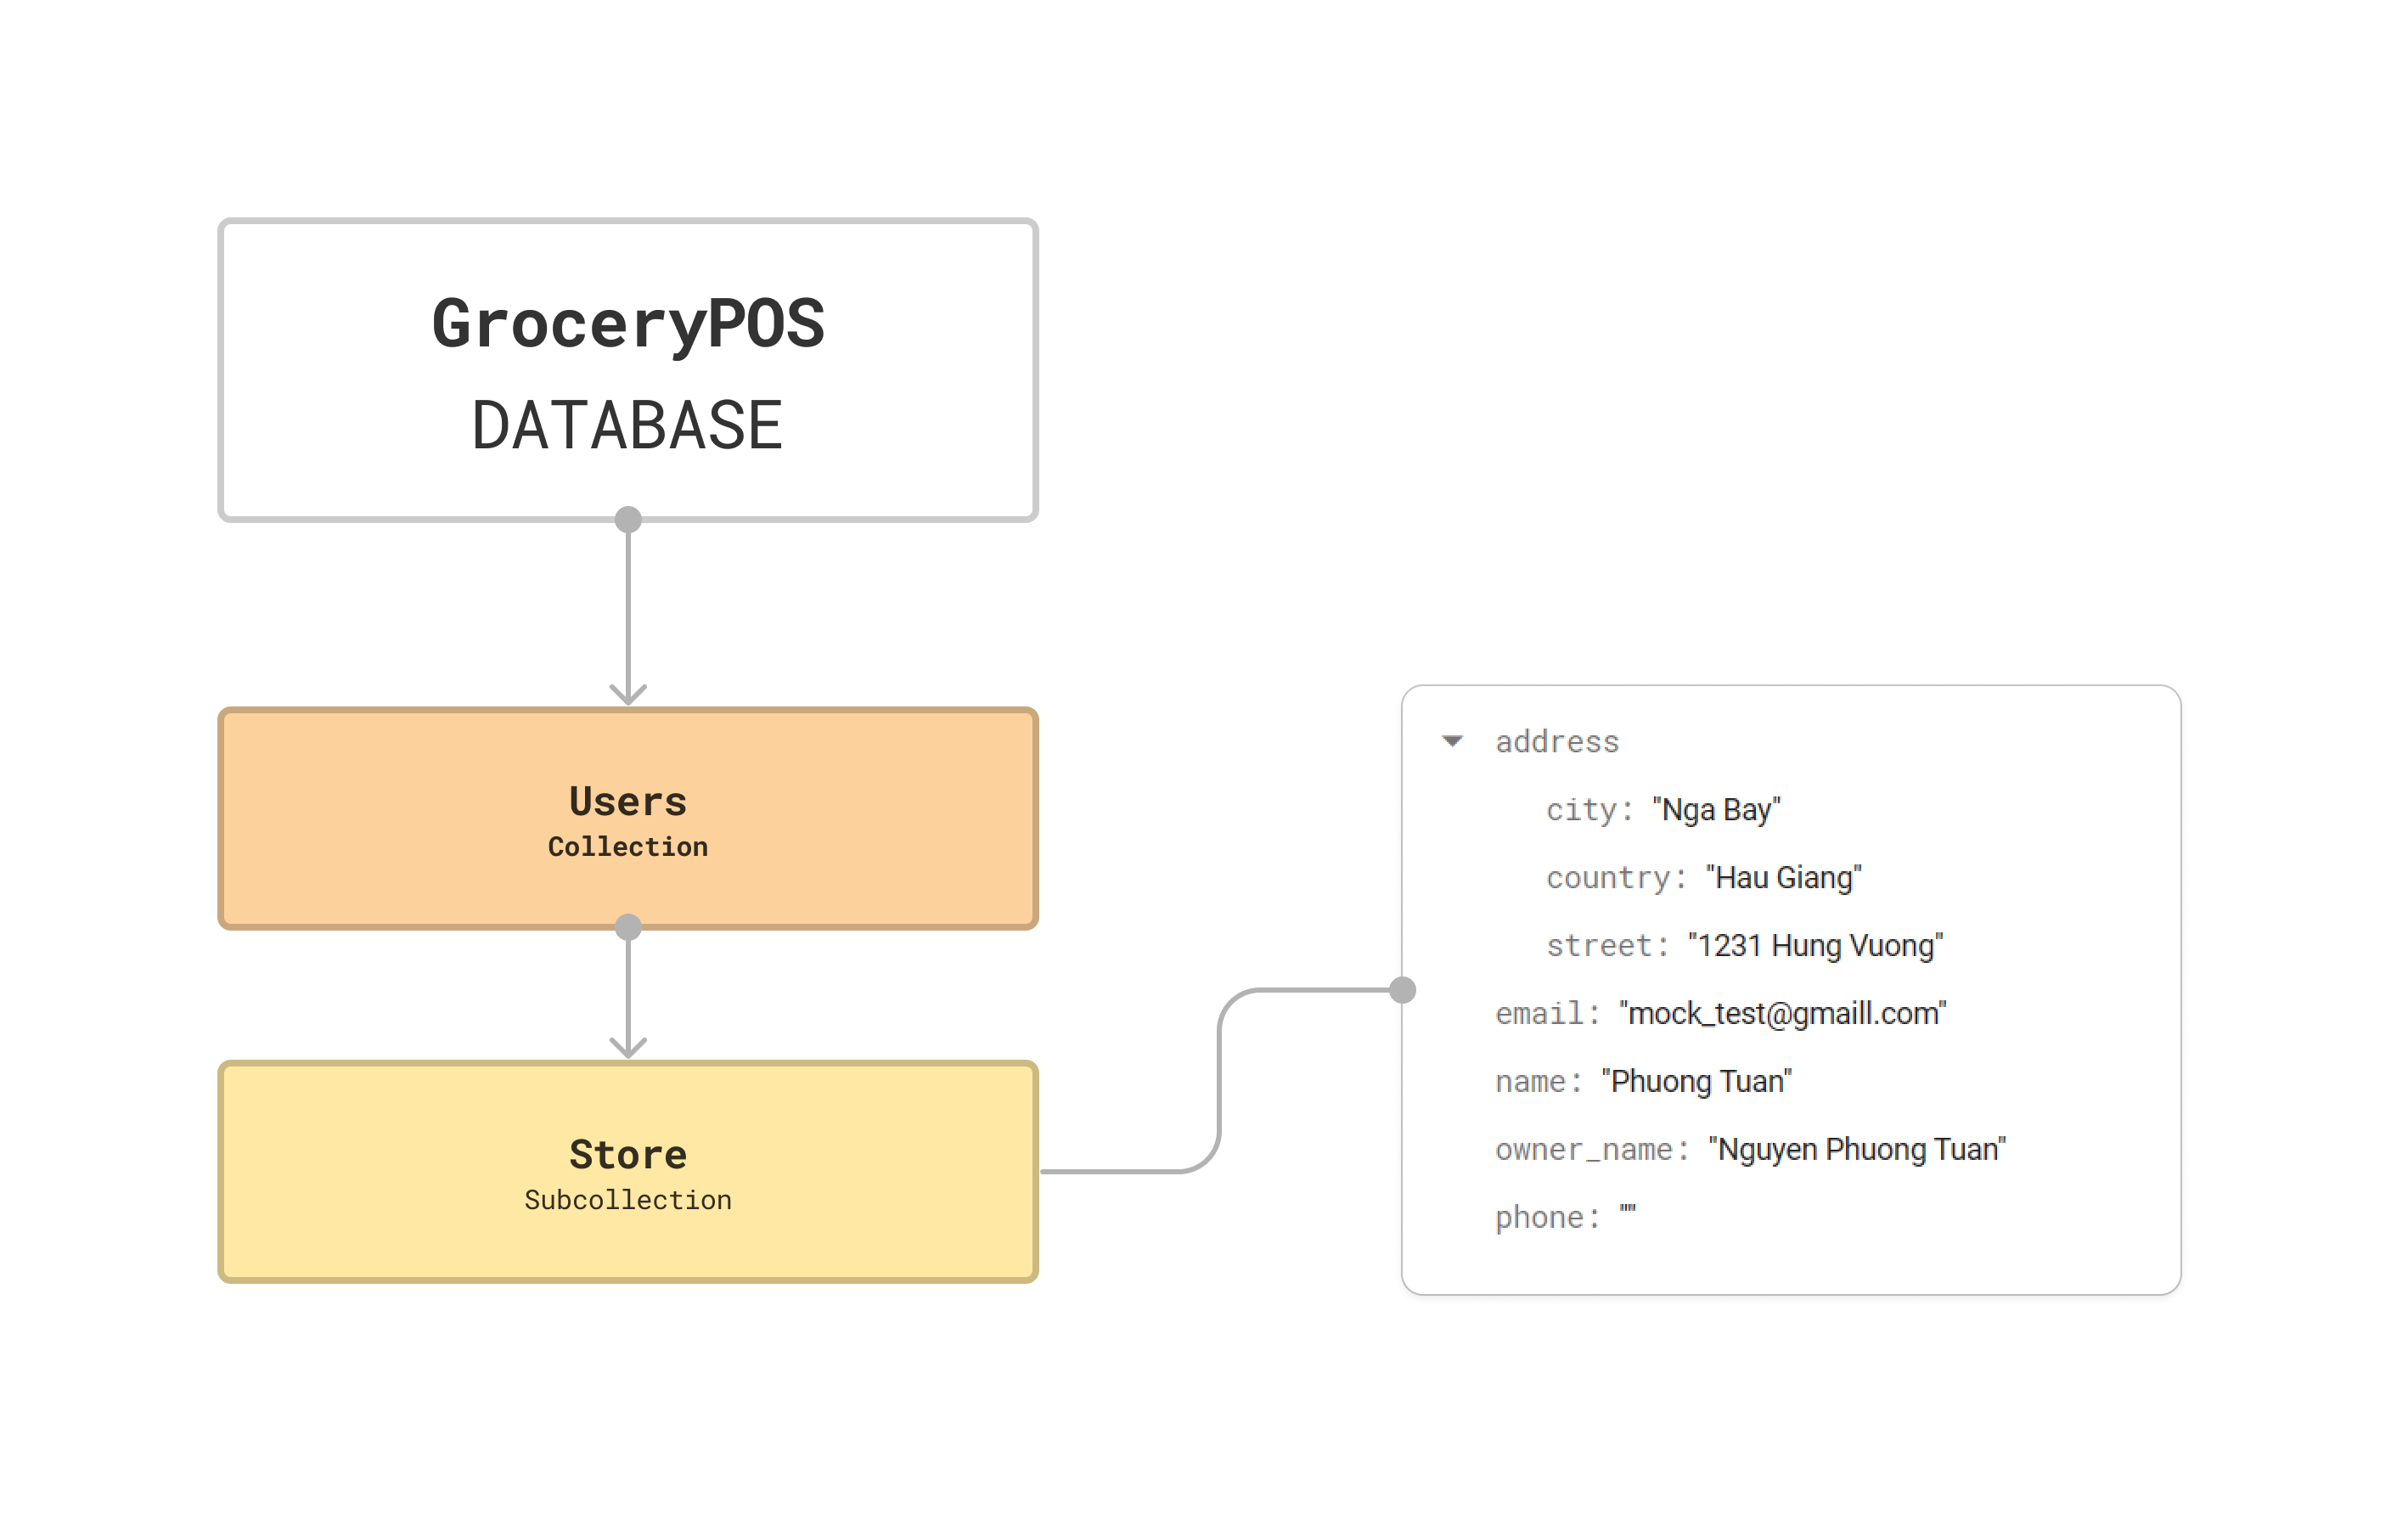 GroceryPOS
DATABASE
Users
Collection
Store
Subcollection
address
city: "Nga Bay"
country: "Hau Giang"
street: "1231 Hung Vuong"
email: "mock_test@gmaill.com"
name: "Phuong Tuan"
owner_name: "Nguyen Phuong Tuan"
phone: ""